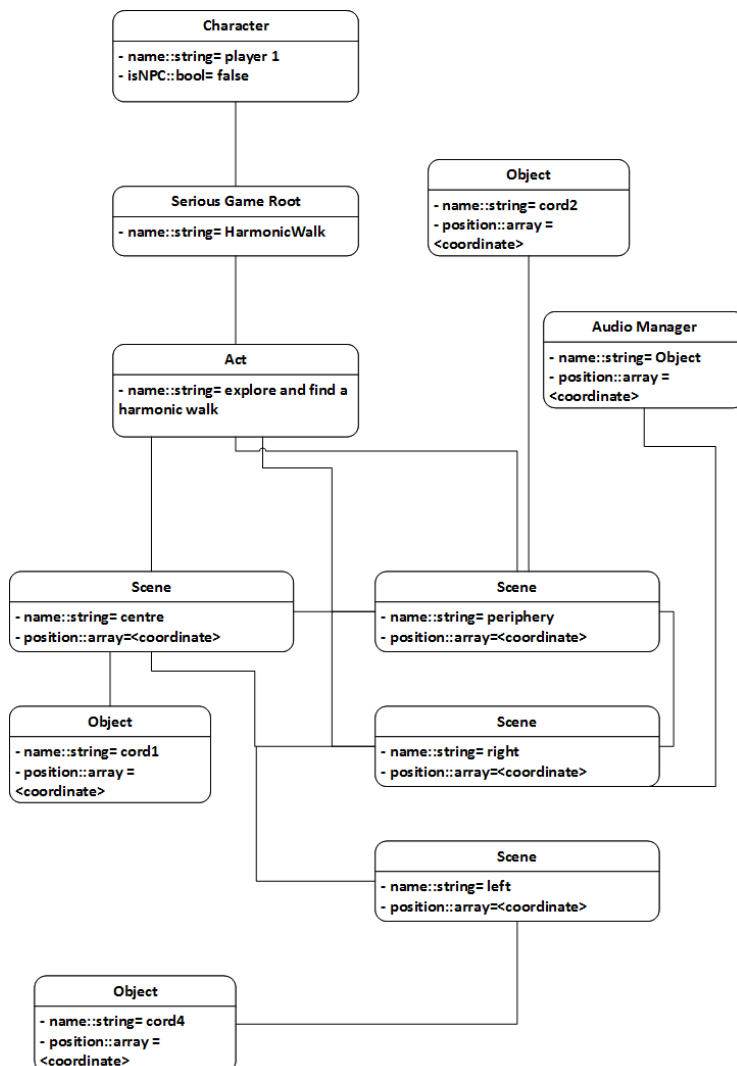 Character
- name::string= player 1
- isNPC::bool= false
Serious Game Root
- name::string= HarmonicWalk
Object
- name::string= cord2
- position::array =
<coordinate>
Audio Manager
- name::string= Object
- position::array =
<coordinate>
Act
- name::string= explore and find a
harmonic walk
Scene
- name::string= centre
- position::array=<coordinate>
Scene
- name::string= periphery
- position::array=<coordinate>
Object
- name::string= cord1
- position::array =
<coordinate>
Scene
- name::string= right
- position::array=<coordinate>
Scene
- name::string= left
- position::array=<coordinate>
Object
- name::string= cord4
- position::array =
<coordinate>